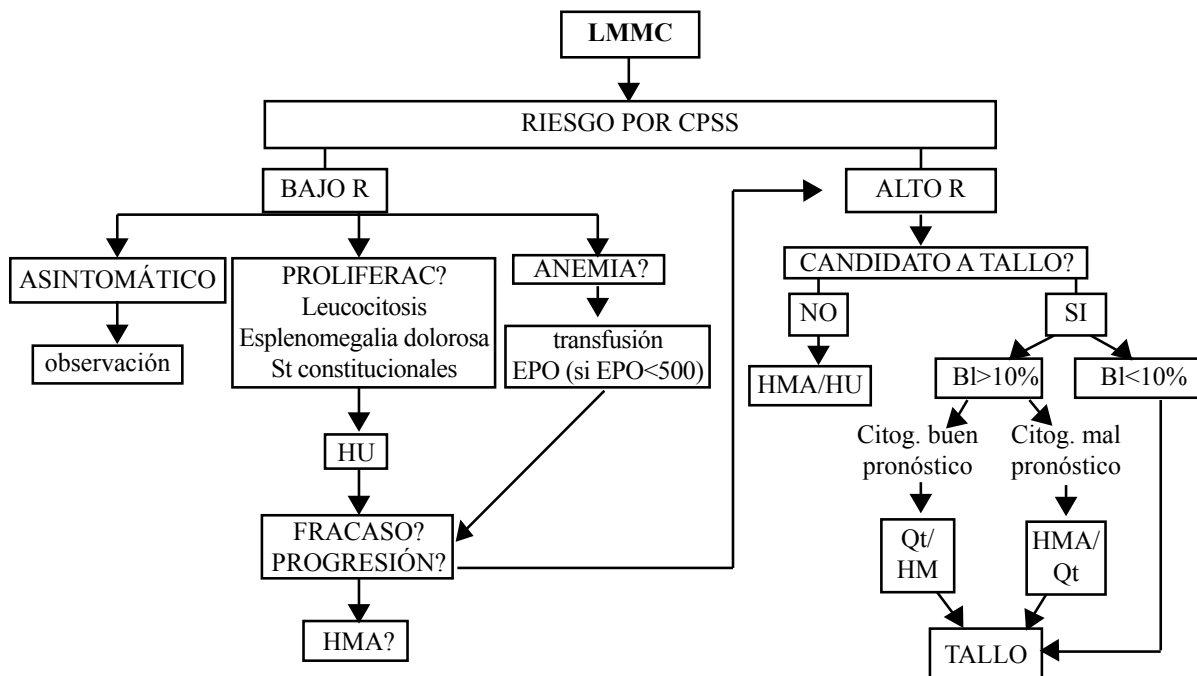 LMMC
RIESGO POR CPSS
BAJO R
ALTO R
ASINTOMÁTICO
observación
PROLIFERAC?
Leucocitosis
Esplenomegalia dolorosa
St constitucionales
HU
ANEMIA?
transfusión
EPO (si EPO<500)
FRACASO?
PROGRESIÓN?
HMA?
CANDIDATO A TALLO?
NO
HMA/HU
SI
Bl>10%
Bl<10%
Citog. buen
pronóstico
Citog. mal
pronóstico
Qt/
HM
HMA/
Qt
TALLO